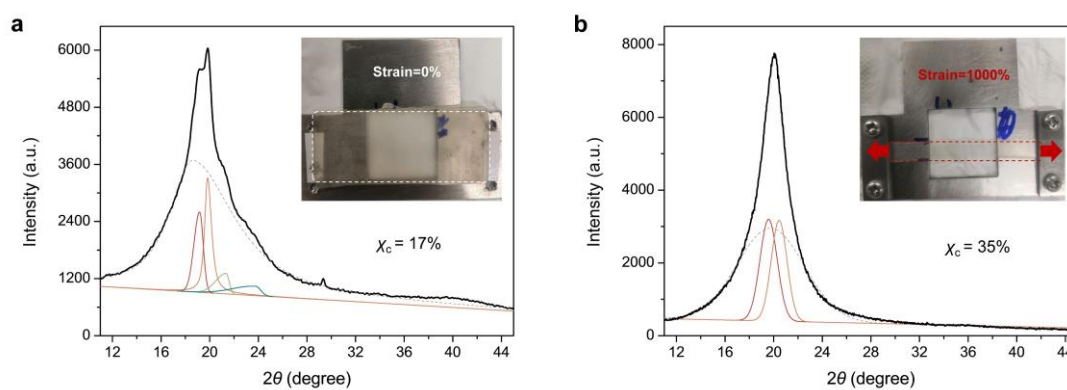 a
6000
4800
3600
2400
1200
0
Intensity (a.u.)
12 16 20 24 28 32 36 40 44
2θ (degree)
Strain=0%
χc = 17%
b
8000
6000
4000
2000
0
Intensity (a.u.)
12 16 20 24 28 32 36 40 44
2θ (degree)
Strain=1000%
χc = 35%